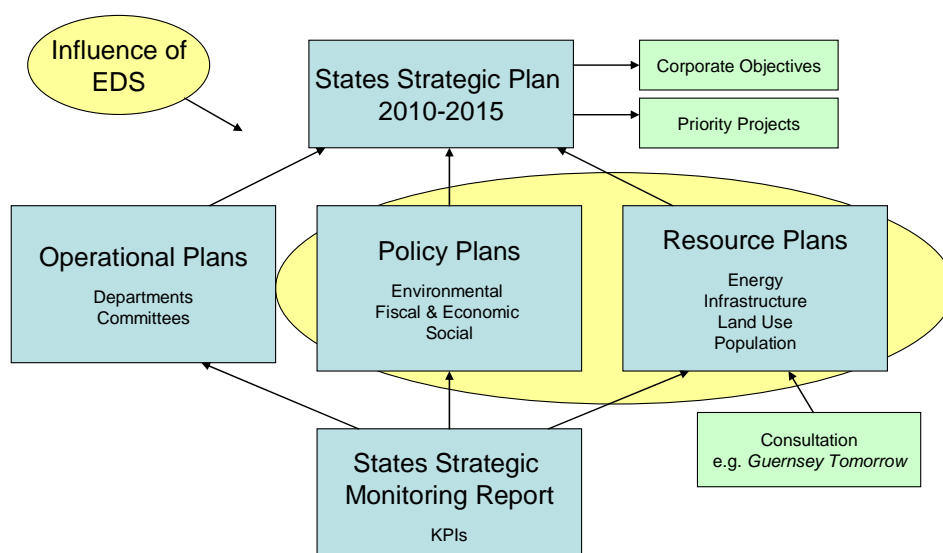 Influence of
EDS
States Strategic Plan
2010-2015
Corporate Objectives
Priority Projects
Operational Plans
Departments
Committees
Policy Plans
Environmental
Fiscal & Economic
Social
Resource Plans
Energy
Infrastructure
Land Use
Population
States Strategic
Monitoring Report
KPIs
Consultation
e.g. Guernsey Tomorrow